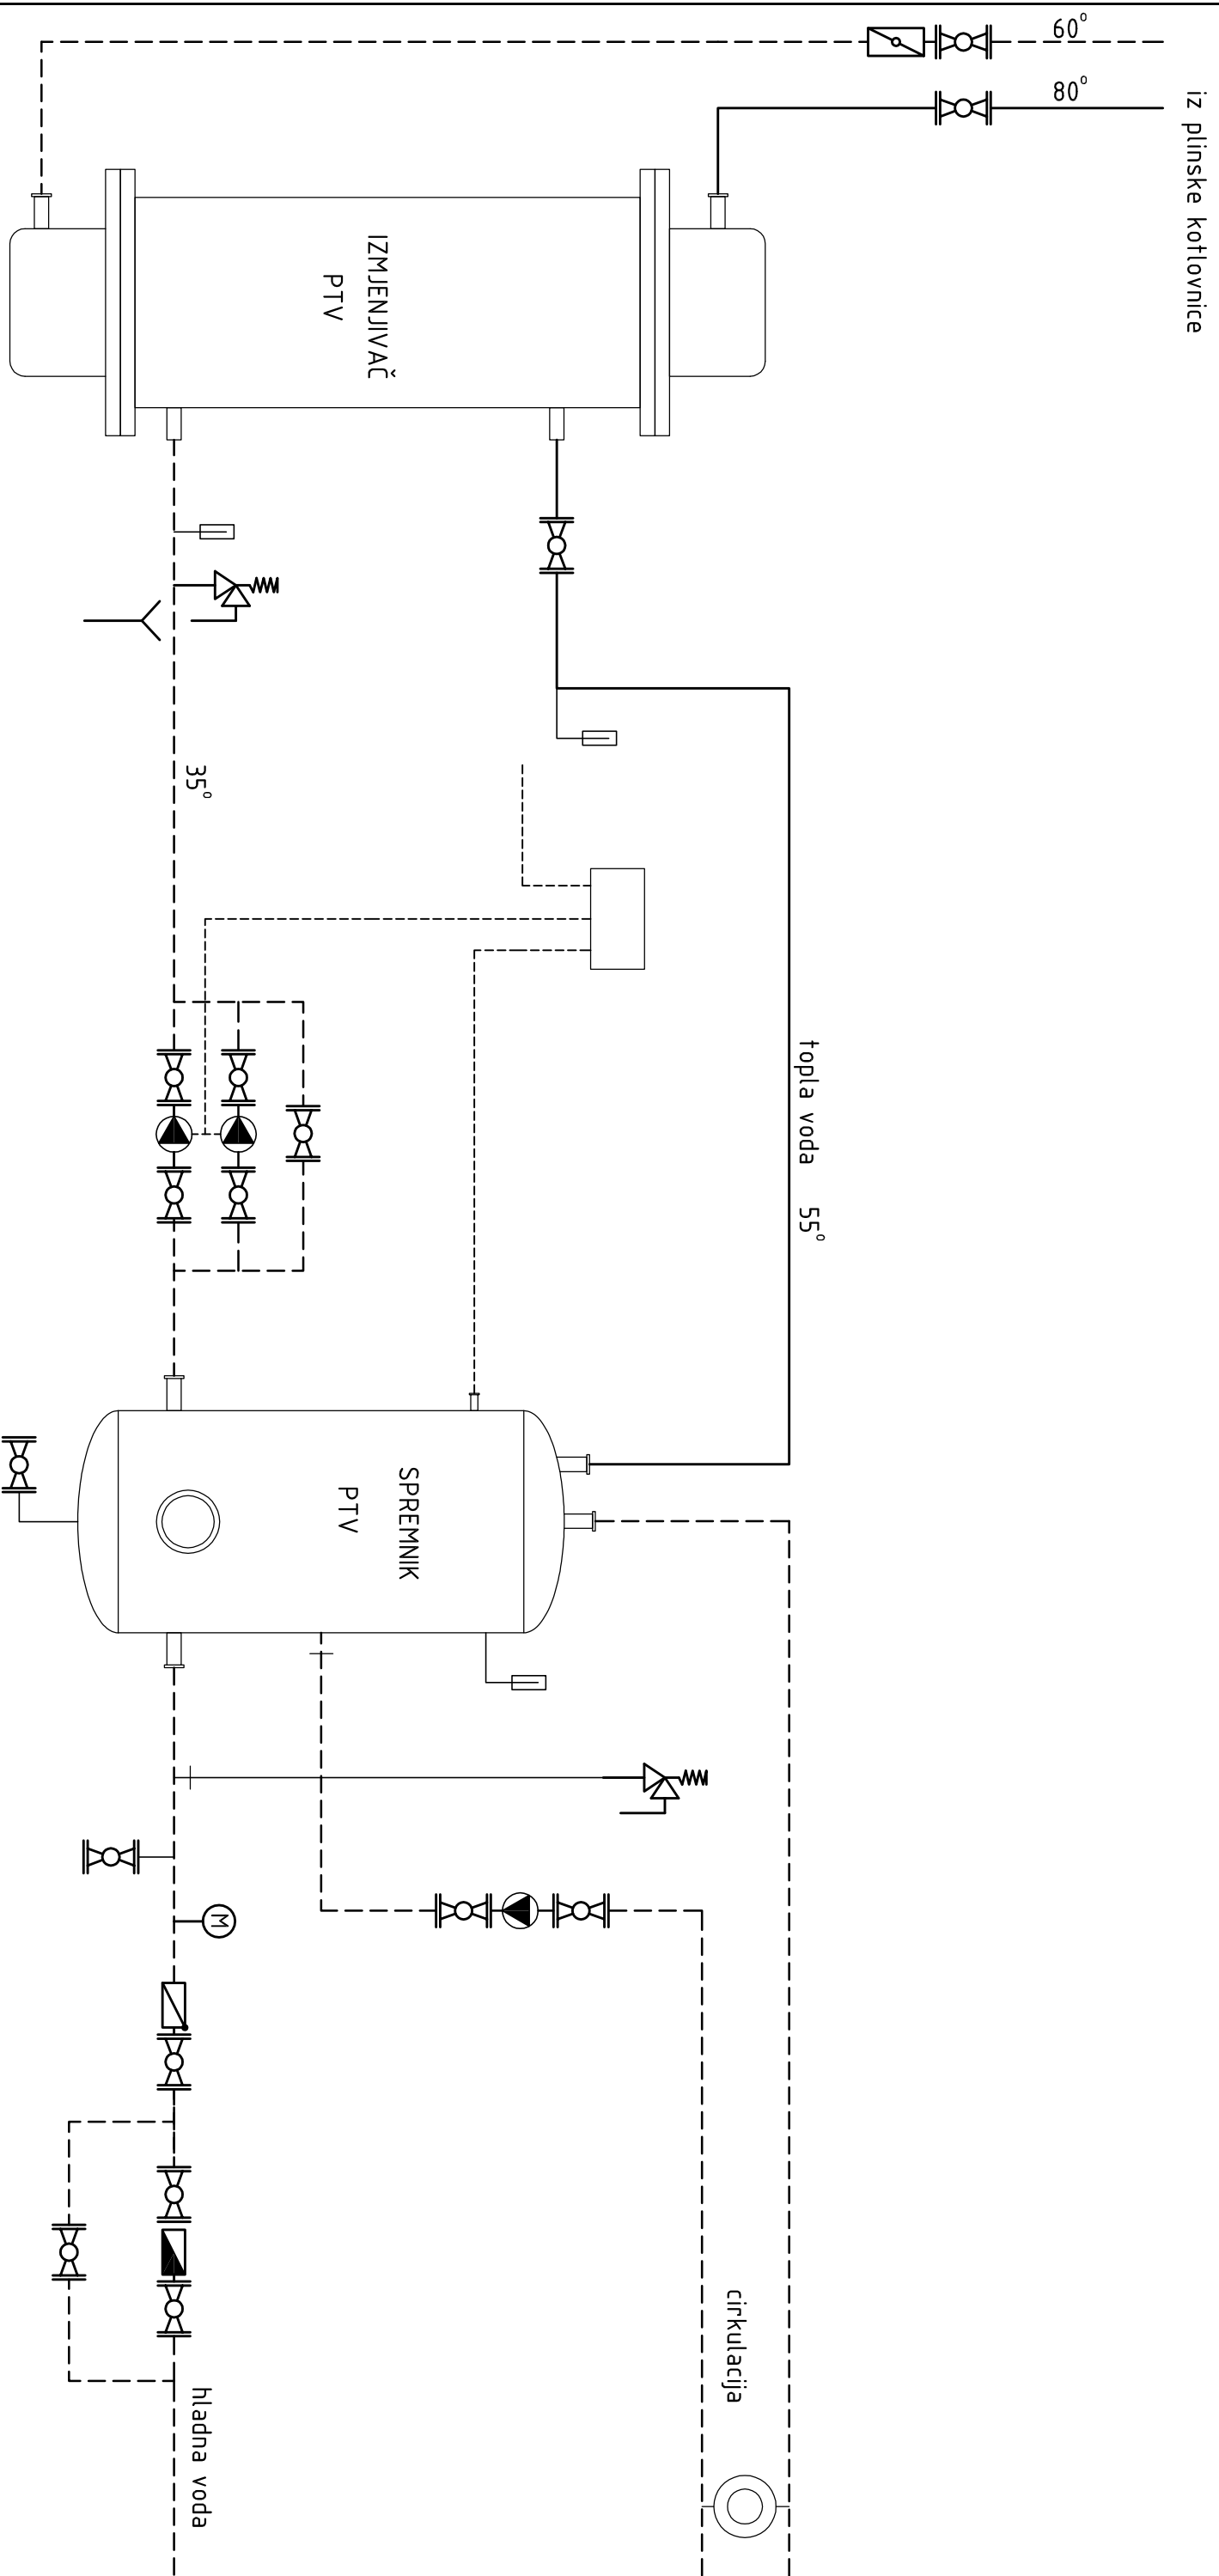 iz plinske kotlovnice
60°
80°
IZMJENJIVAČ
PTV
35°
topla voda 55°
SPREMNIK
PTV
M
cirkulacija
hladna voda